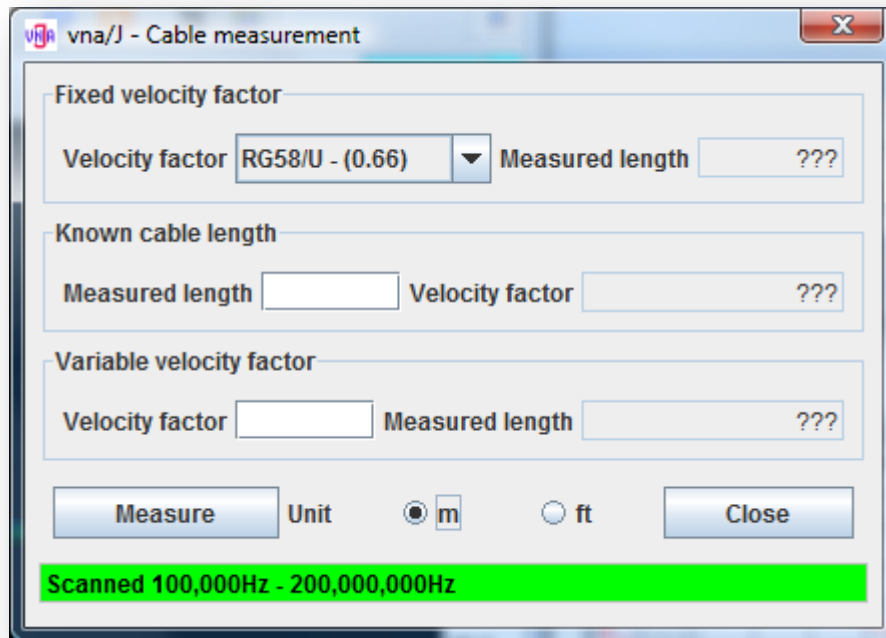 VNA vna/J - Cable measurement
Fixed velocity factor
Velocity factor RG58/U - (0.66) Measured length ???
Known cable length
Measured length Velocity factor ???
Variable velocity factor
Velocity factor Measured length ???
Measure Unit m ft Close
Scanned 100,000Hz - 200,000,000Hz